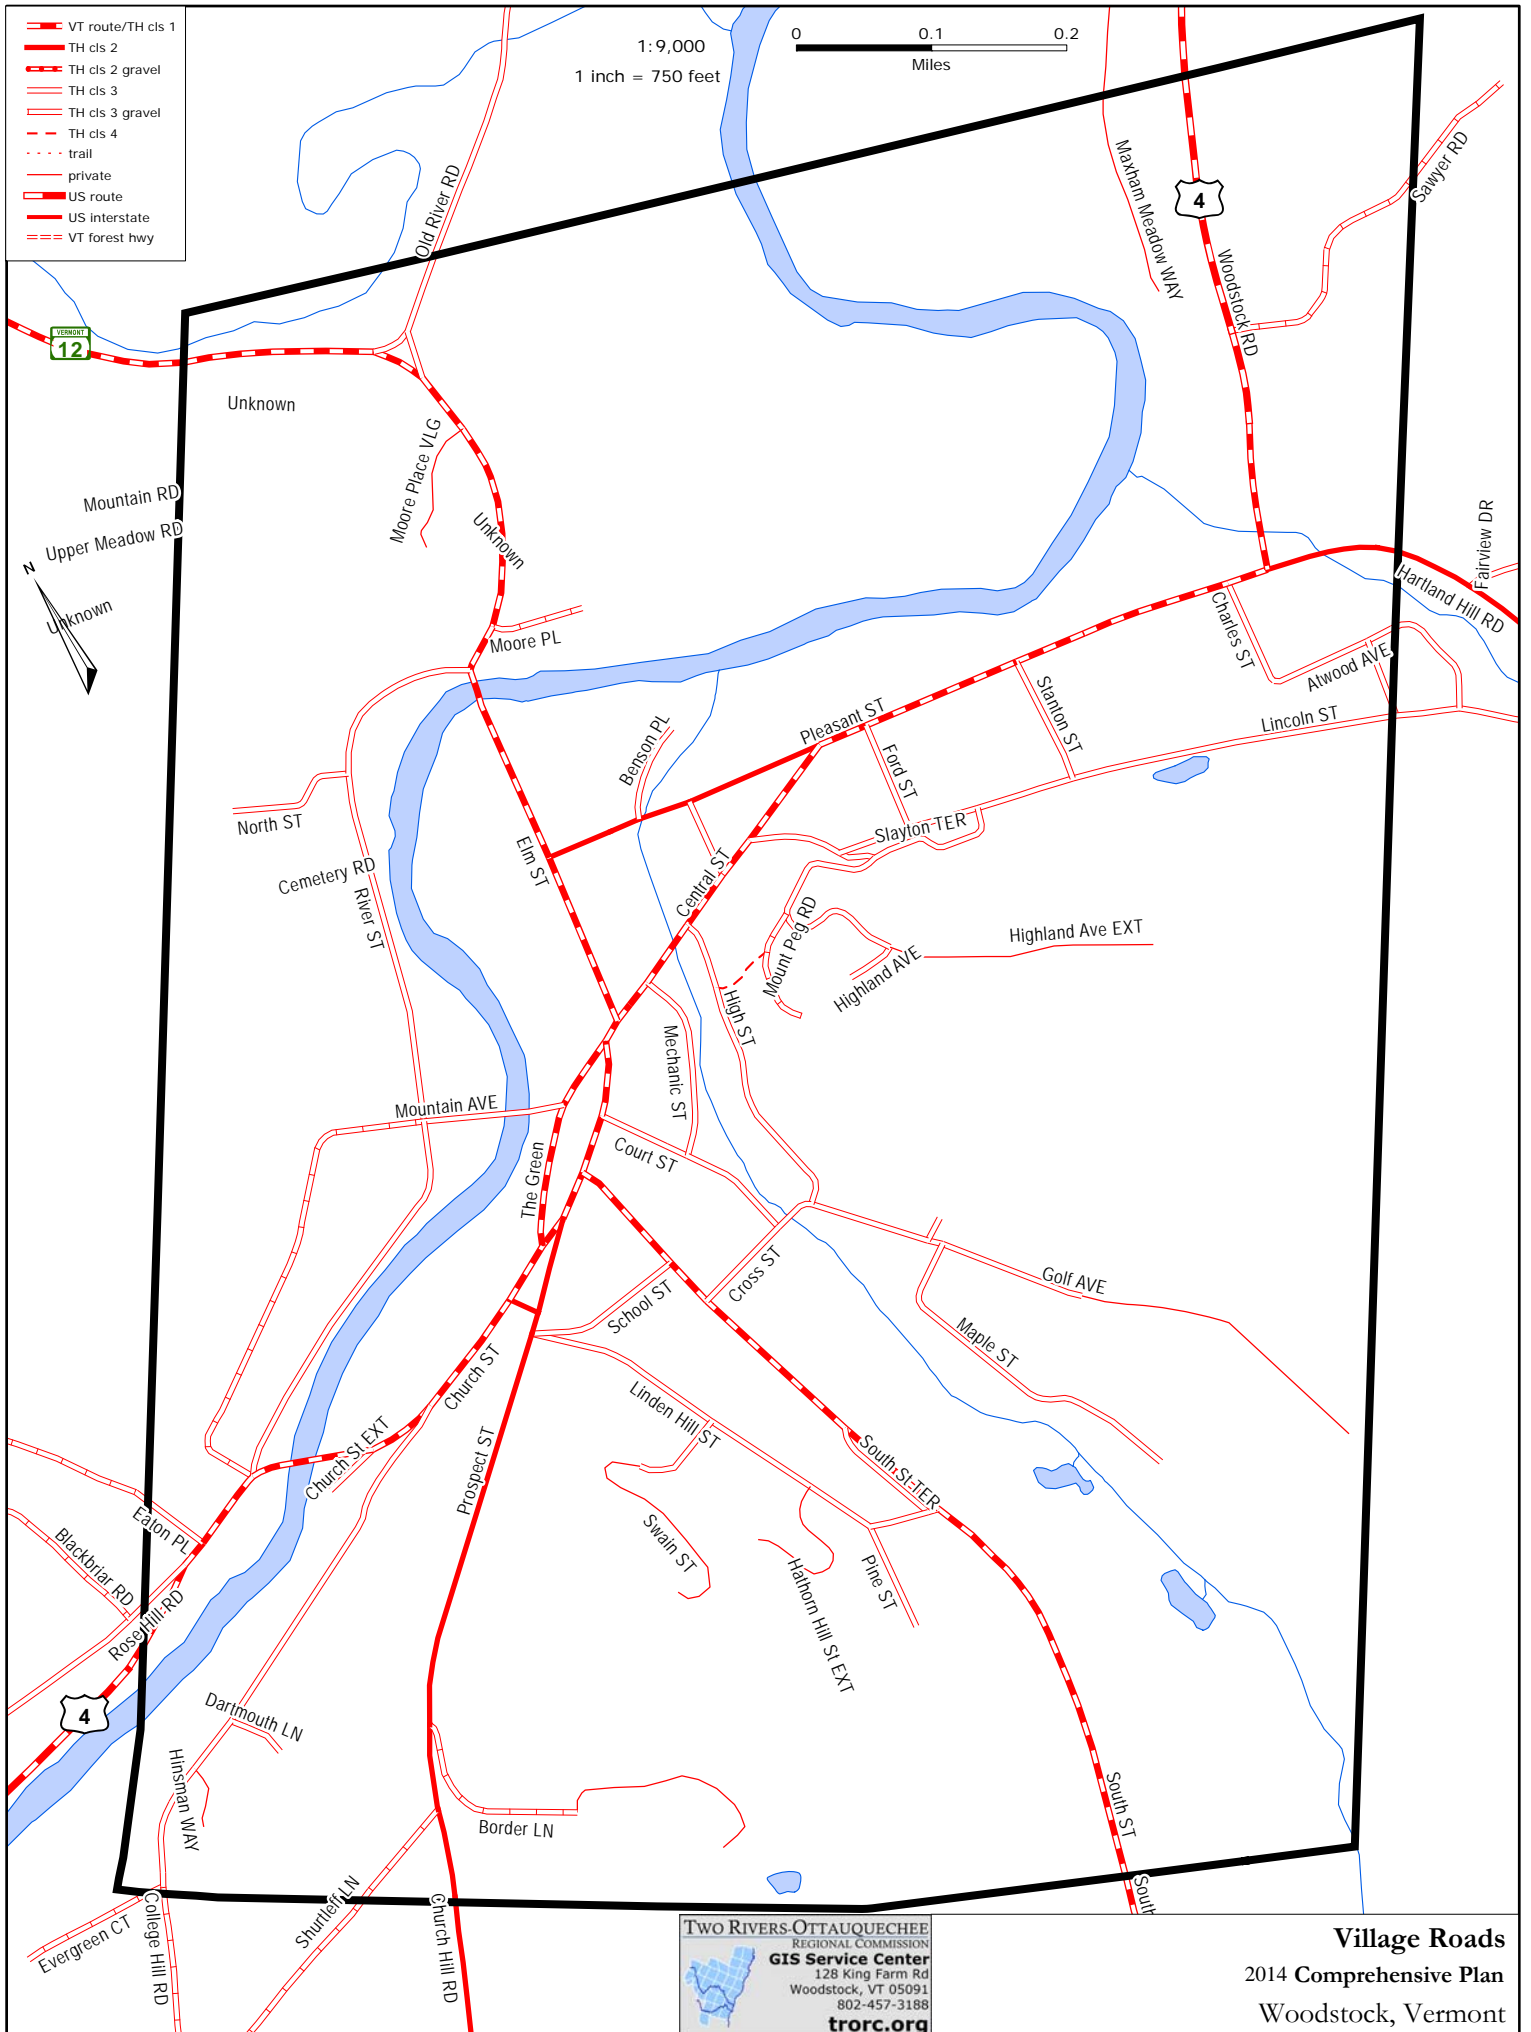 VT route/TH cls 1
TH cls 2
TH cls 2 gravel
TH cls 3
TH cls 3 gravel
TH cls 4
trail
private
US route
US interstate
VT forest hwy
1:9,000
1 inch = 750 feet
0 0.1 0.2
Miles
Old River RD
Maxham Meadow WAY
4
Sawyer RD
Woodstock RD
VERMONT
12
Unknown
Moore Place VLG
Mountain RD
Upper Meadow RD
Unknown
N
Unknown
Moore PL
Fairview DR
Hartland Hill RD
Charles ST
Atwood AVE
Stanton ST
Lincoln ST
Pleasant ST
Benson PL
Ford ST
North ST
Slayton TER
Elm ST
Cemetery RD
Central ST
River ST
Mount Peg RD
Highland Ave EXT
Highland AVE
High ST
Mechanic ST
Mountain AVE
Court ST
The Green
Cross ST
Golf AVE
School ST
Maple ST
Church ST
Linden Hill ST
Church St EXT
Prospect ST
South St TER
Eaton PL
Swain ST
Blackbriar RD
Hathorn Hill St EXT
Pine ST
Rose Hill RD
4
Dartmouth LN
Hinsman WAY
South ST
Border LN
South
Shurtleff LN
Evergreen CT
College Hill RD
Church Hill RD
TWO RIVERS-OTTAUQUECHEE
REGIONAL COMMISSION
GIS Service Center
128 King Farm Rd
Woodstock, VT 05091
802-457-3188
trorc.org
Village Roads
2014 Comprehensive Plan
Woodstock, Vermont